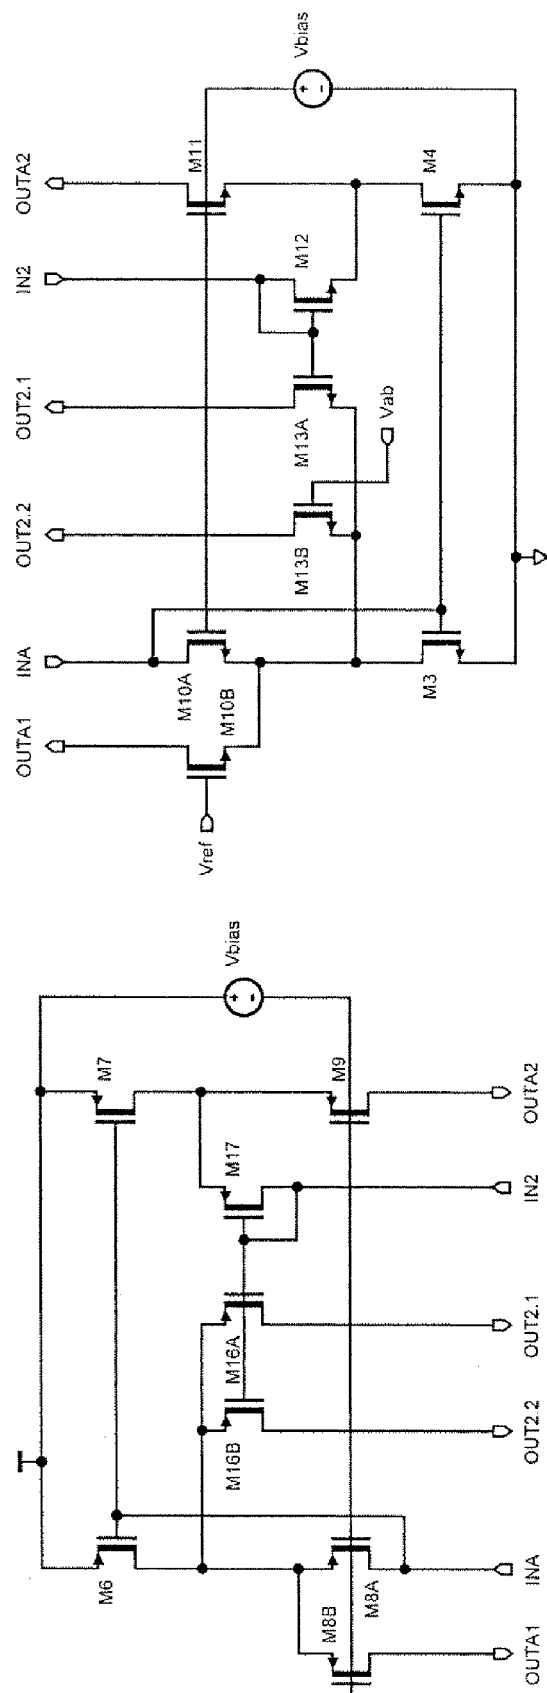 OUTA1
INA
OUT2.2
OUT2.1
IN2
OUTA2
Vref
M10A
M10B
M13B
M13A
M12
M11
Vbias
Vab
M3
M4
M6
M7
Vbias
M16B
M16A
M17
M8B
M8A
M9
OUTA1
INA
OUT2.2
OUT2.1
IN2
OUTA2